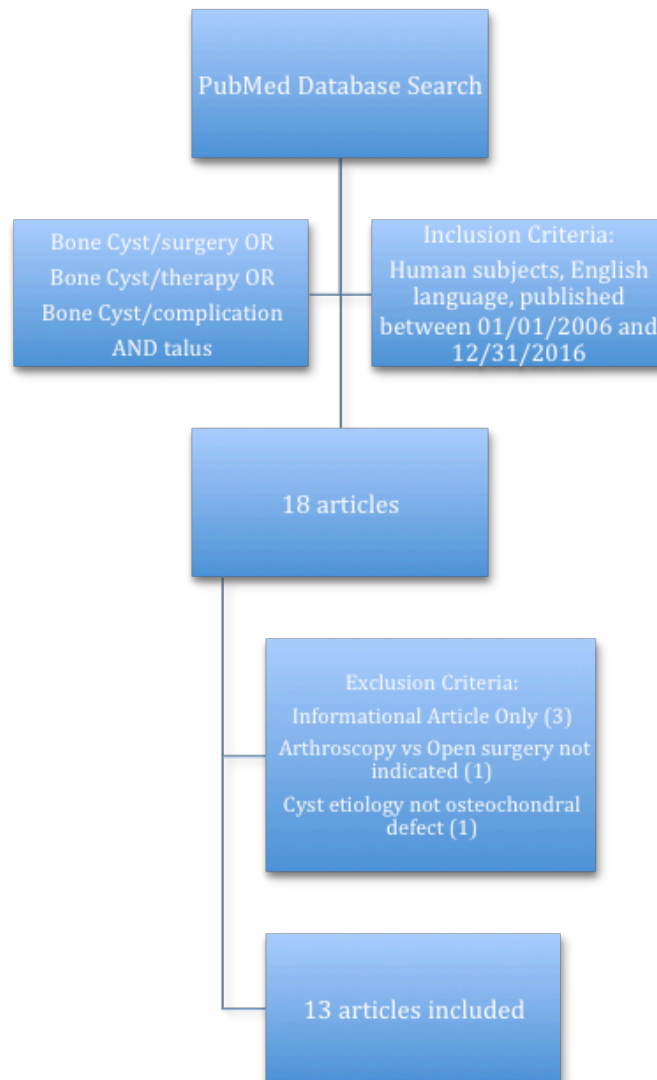 PubMed Database Search
Bone Cyst/surgery OR
Bone Cyst/therapy OR
Bone Cyst/complication
AND talus
Inclusion Criteria:
Human subjects, English
language, published
between 01/01/2006 and
12/31/2016
18 articles
Exclusion Criteria:
Informational Article Only (3)
Arthroscopy vs Open surgery not
indicated (1)
Cyst etiology not osteochondral
defect (1)
13 articles included